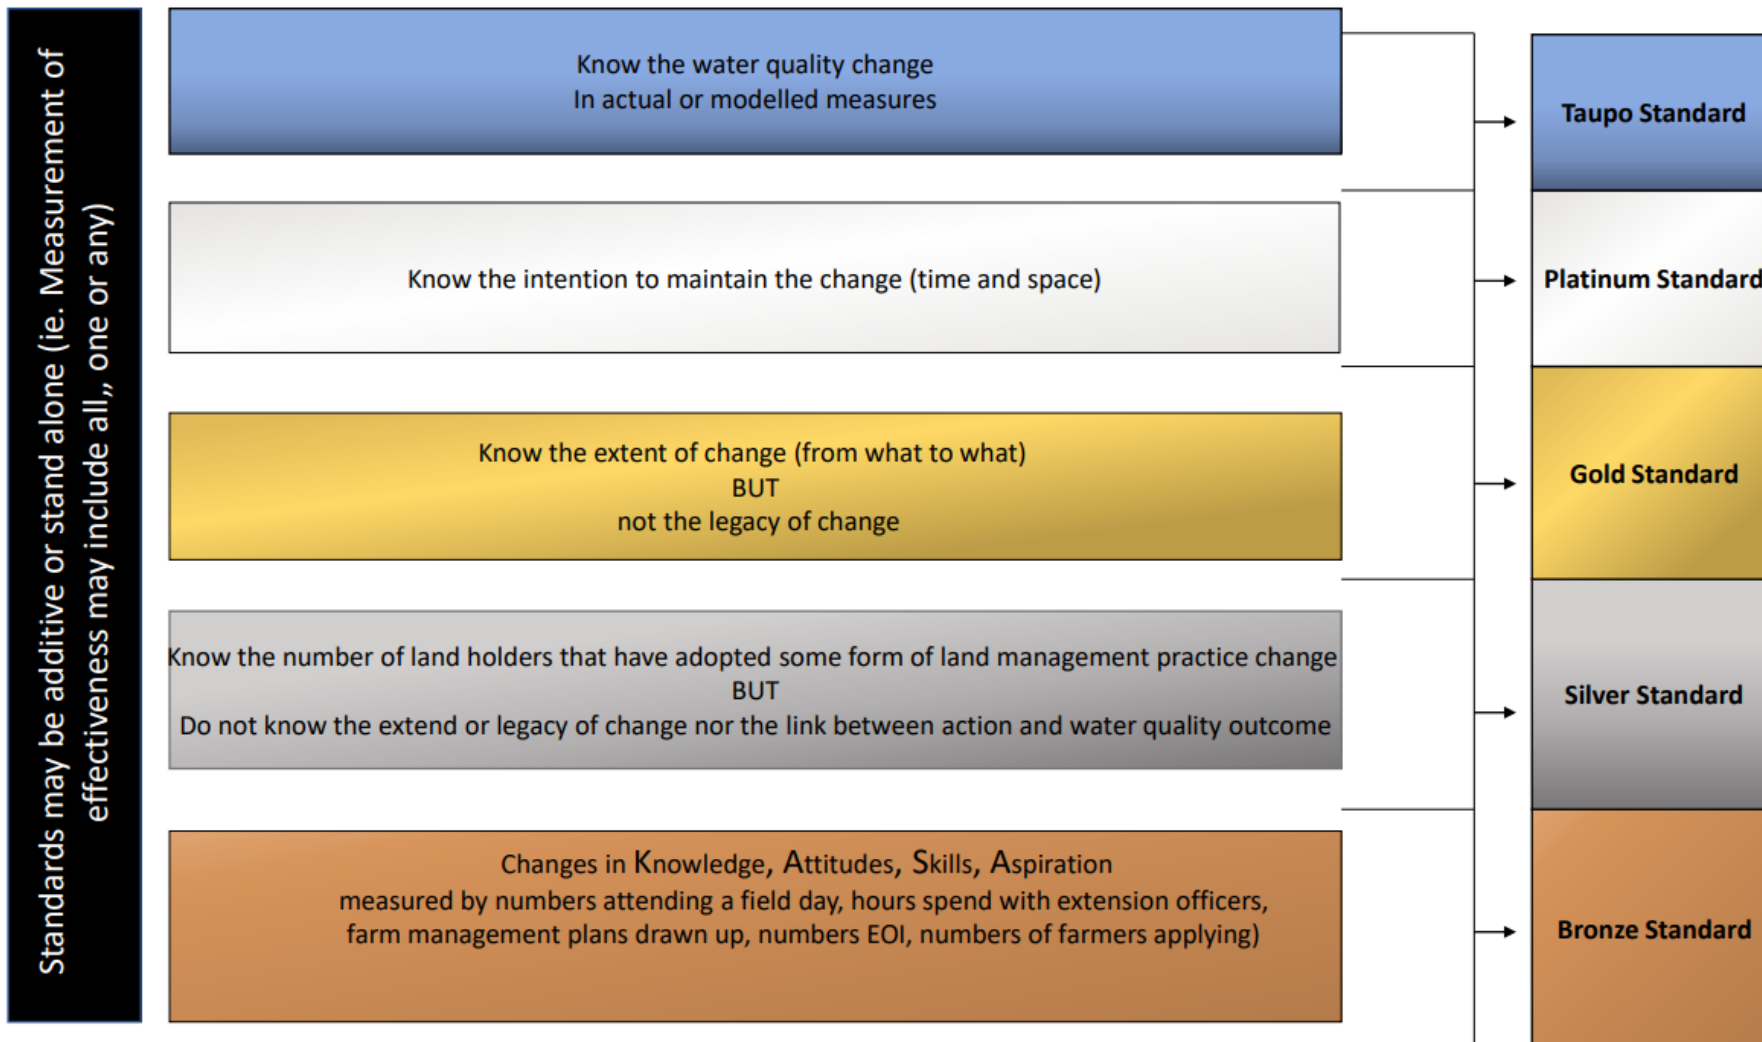 Standards may be additive or stand alone (ie. Measurement of
effectiveness may include all,, one or any)
Know the water quality change
In actual or modelled measures
Taupo Standard
Know the intention to maintain the change (time and space)
Platinum Standard
Know the extent of change (from what to what)
BUT
not the legacy of change
Gold Standard
Know the number of land holders that have adopted some form of land management practice change
BUT
Do not know the extend or legacy of change nor the link between action and water quality outcome
Silver Standard
Changes in Knowledge, Attitudes, Skills, Aspiration
measured by numbers attending a field day, hours spend with extension officers,
farm management plans drawn up, numbers EOI, numbers of farmers applying)
Bronze Standard